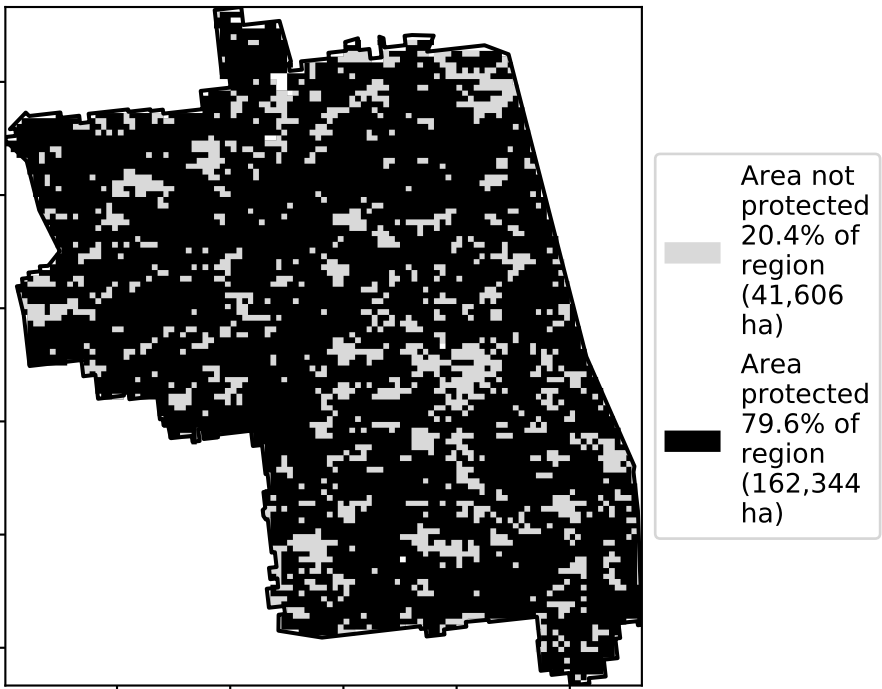 Area not
protected
20.4% of
region
(41,606
ha)
Area
protected
79.6% of
region
(162,344
ha)